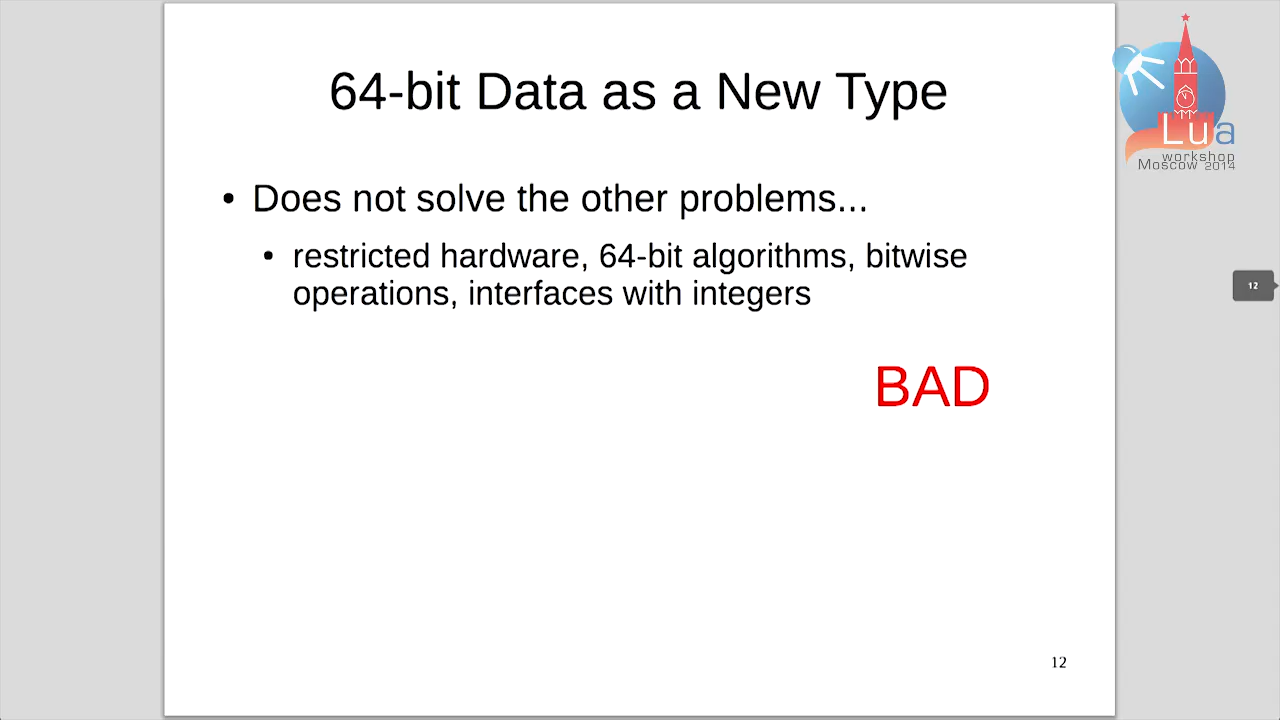 64-bit Data as a New Type
• Does not solve the other problems...
• restricted hardware, 64-bit algorithms, bitwise
operations, interfaces with integers
BAD
12
Lua
workshop
Moscow 2014
12